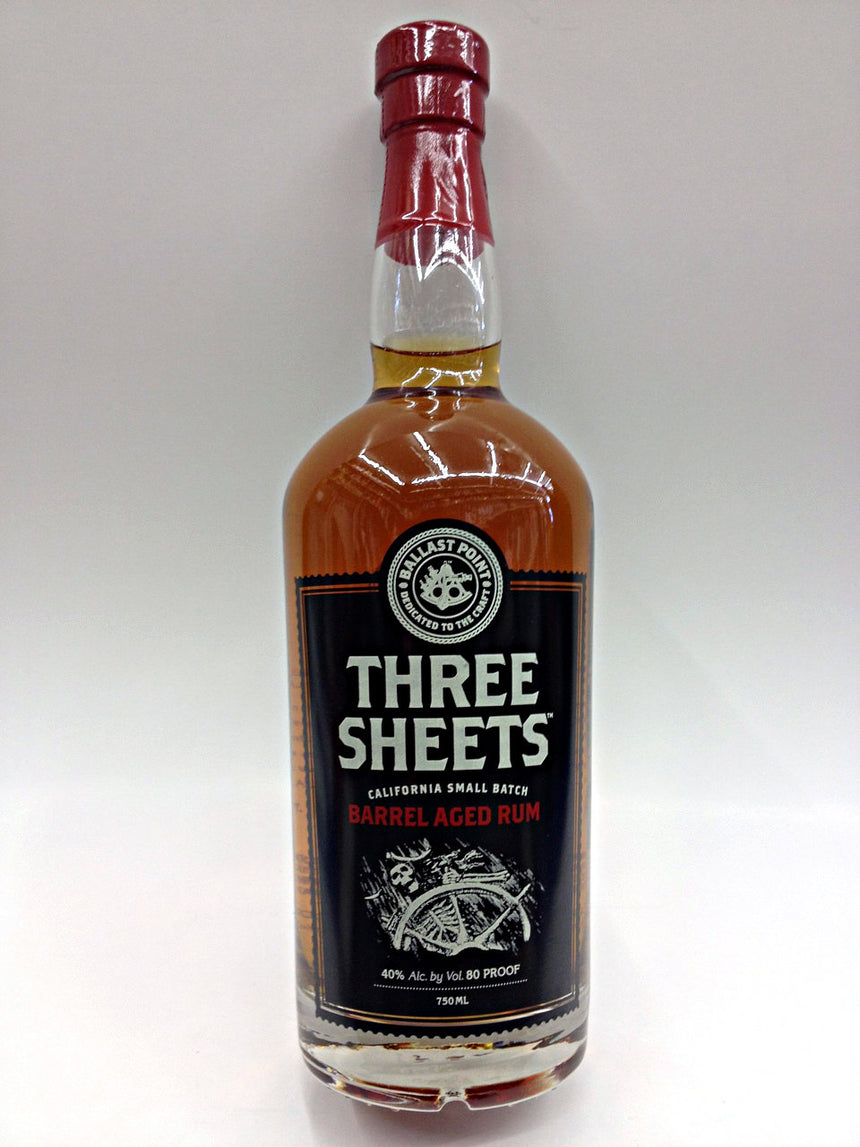 BALLAST POINT
DEDICATED TO THE CRAFT
THREE
SHEETS™
CALIFORNIA SMALL BATCH
BARREL AGED RUM
40% Alc. by Vol. 80 PROOF
750 ML